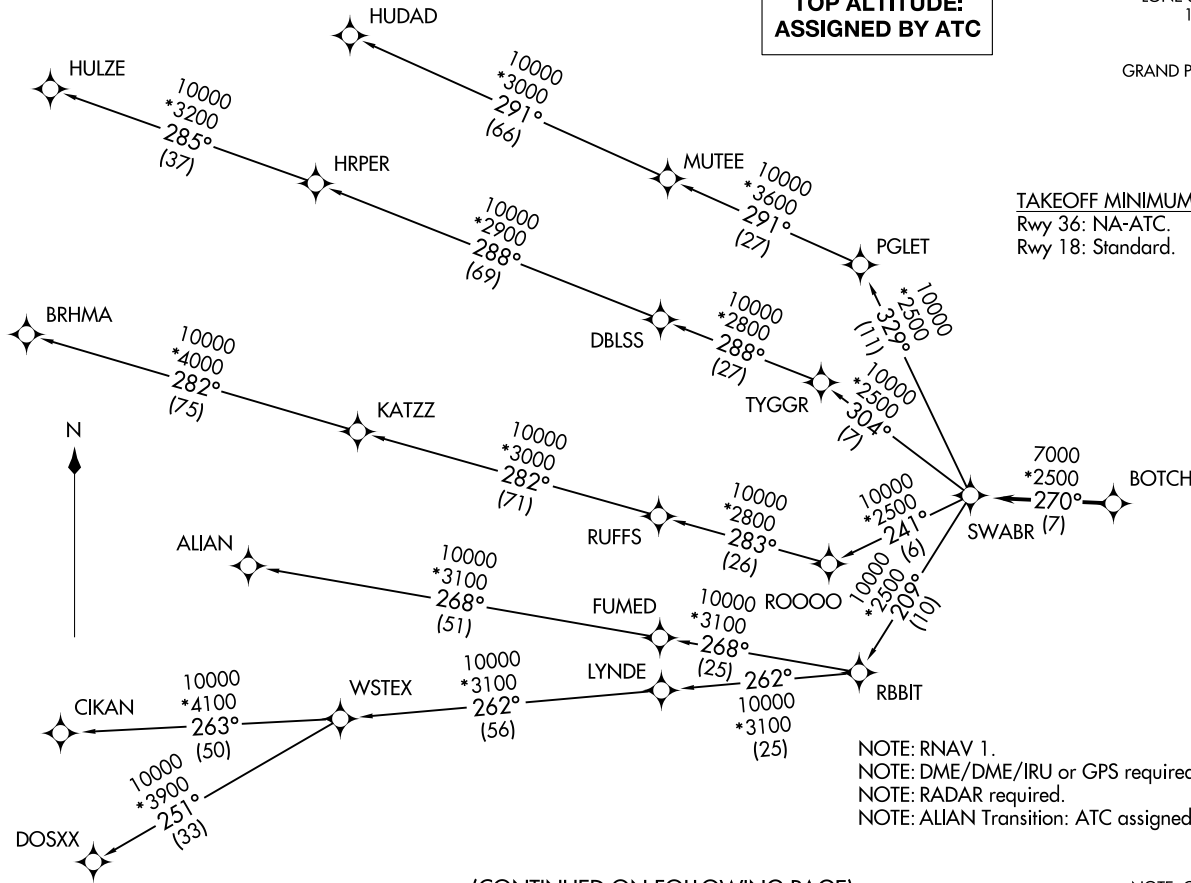 TOP ALTITUDE:
ASSIGNED BY ATC
1
GRAND P
HUDAD
10000
*3000
291°
(66)
HULZE
10000
*3200
285°
(37)
HRPER
MUTEE
10000
*3600
291°
(27)
PGLET
TAKEOFF MINIMUM
Rwy 36: NA-ATC.
Rwy 18: Standard.
10000
*2900
288°
(69)
10000
*2500
329°
(11)
BRHMA
10000
*4000
282°
(75)
DBLSS
10000
*2800
288°
(27)
TYGGR
10000
*2500
304°
(7)
KATZZ
N
10000
*3000
282°
(71)
RUFFS
10000
*2800
283°
(26)
ROOOO
10000
*2500
241°
(6)
SWABR
7000
*2500
270°
(7)
BOTCH
10000
*2500
209°
(10)
ALIAN
10000
*3100
268°
(51)
FUMED
10000
*3100
268°
(25)
RBBIT
LYNDE
262°
10000
*3100
(25)
WSTEX
10000
*3100
262°
(56)
CIKAN
10000
*4100
263°
(50)
DOSXX
10000
*3900
251°
(33)
NOTE: RNAV 1.
NOTE: DME/DME/IRU or GPS required
NOTE: RADAR required.
NOTE: ALIAN Transition: ATC assigned
(CONTINUED ON FOLLOWING PAGE)